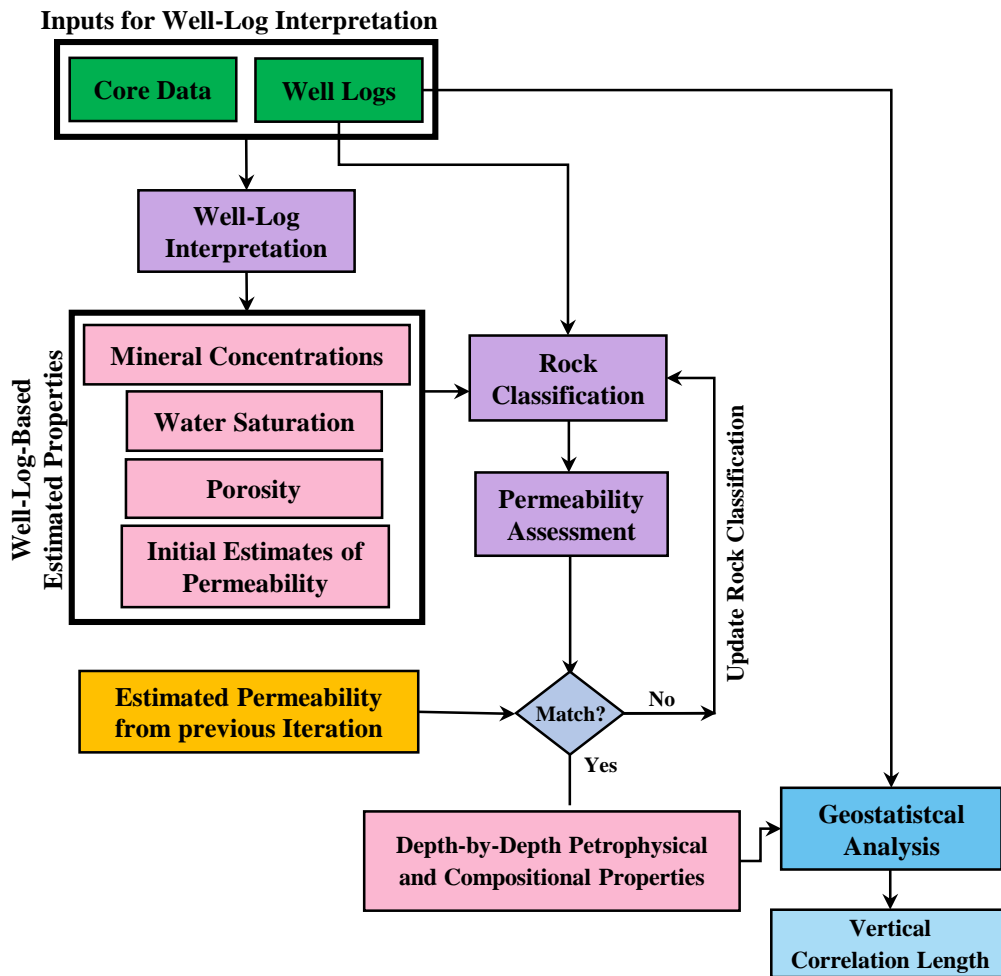 Inputs for Well-Log Interpretation
Core Data
Well Logs
Well-Log
Interpretation
Well-Log-Based
Estimated Properties
Mineral Concentrations
Water Saturation
Porosity
Initial Estimates of
Permeability
Rock
Classification
Permeability
Assessment
Update Rock Classification
Estimated Permeability
from previous Iteration
Match?
No
Yes
Depth-by-Depth Petrophysical
and Compositional Properties
Geostatistcal
Analysis
Vertical
Correlation Length